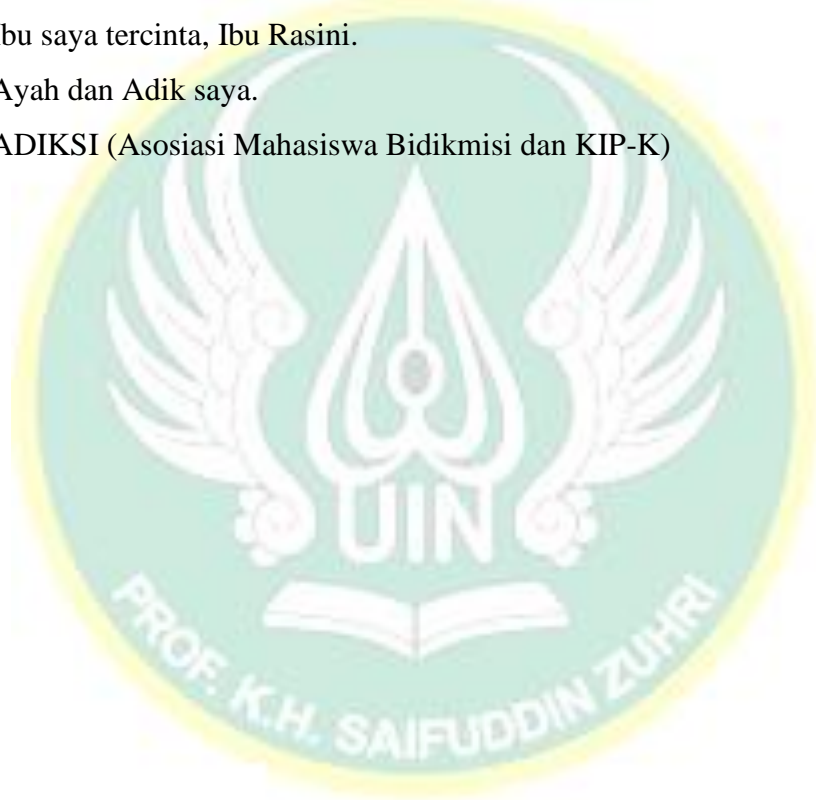 Ibu saya tercinta, Ibu Rasini.
Ayah dan Adik saya.
ADIKSI (Asosiasi Mahasiswa Bidikmisi dan KIP-K)
UIN
PROF. K.H. SAIFUDDIN ZUHRI